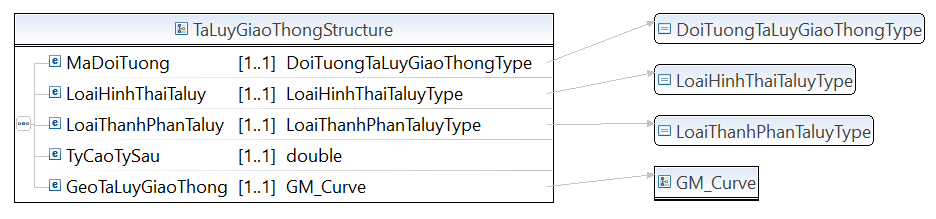 TaLuyGiaoThongStructure
MaDoiTuong [1..1] DoiTuongTaLuyGiaoThongType
LoaiHinhThaiTaluy [1..1] LoaiHinhThaiTaluyType
LoaiThanhPhanTaluy [1..1] LoaiThanhPhanTaluyType
TyCaoTySau [1..1] double
GeoTaLuyGiaoThong [1..1] GM_Curve
DoiTuongTaLuyGiaoThongType
LoaiHinhThaiTaluyType
LoaiThanhPhanTaluyType
GM_Curve